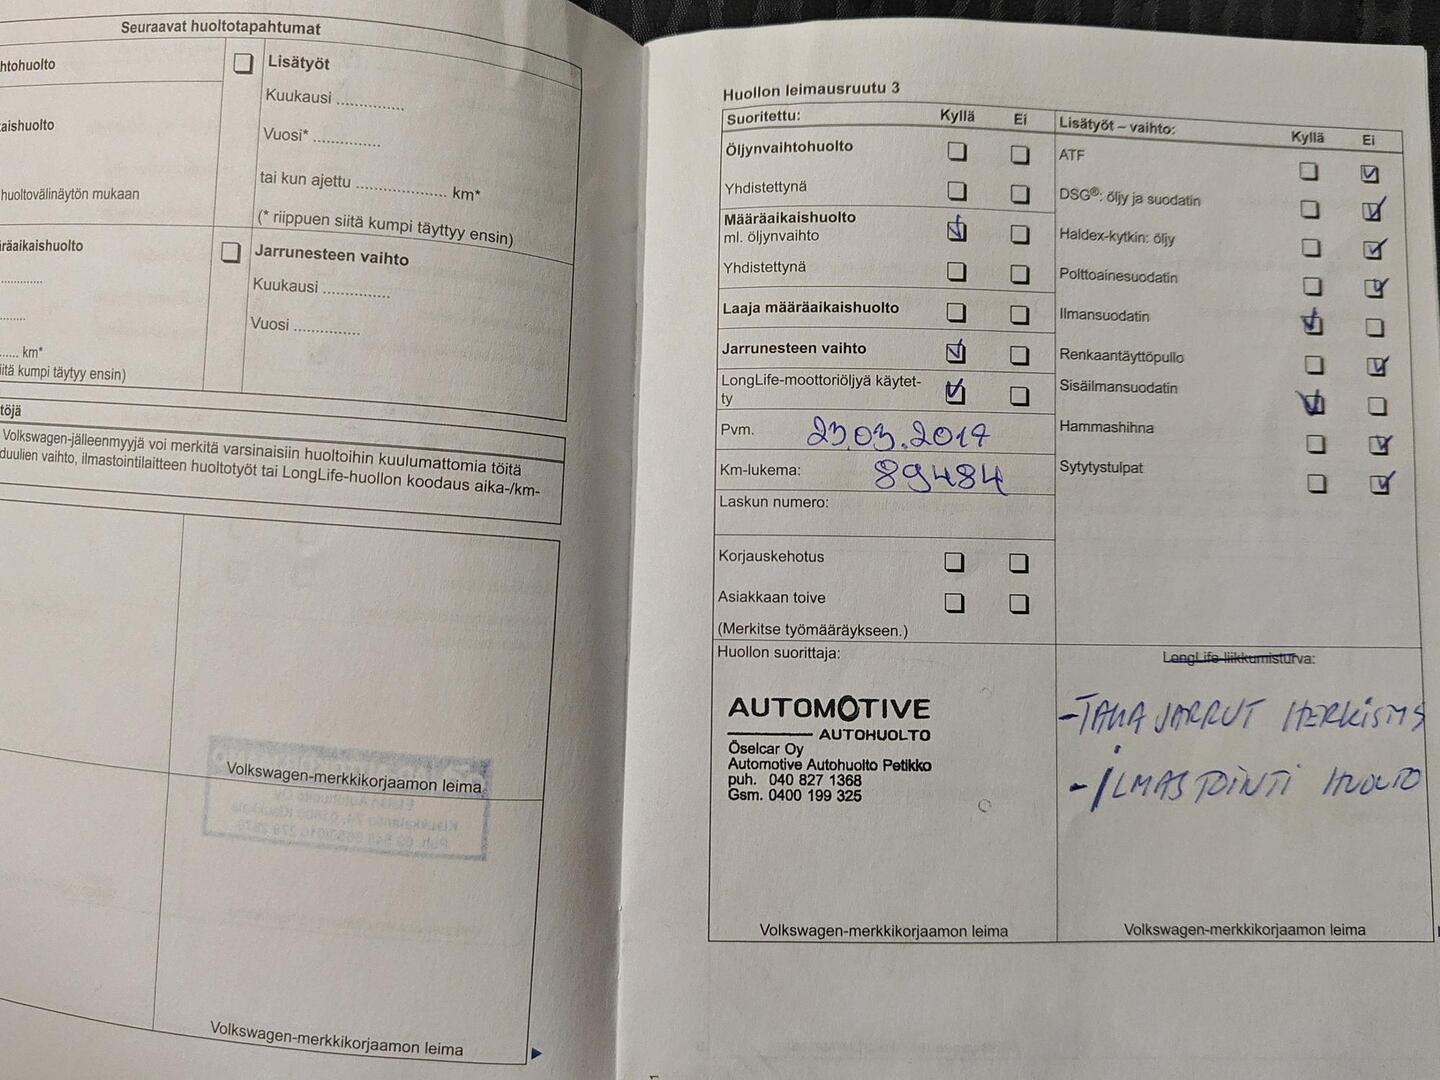 Seuraavat huoltotapahtumat
htohuolto
Lisätyöt
Kuukausi ..............
aishuolto
Vuosi* ..............
huoltovälinäytön mukaan
tai kun ajettu ................... km*
(* riippuen siitä kumpi täyttyy ensin)
räaikaishuolto
Jarrunesteen vaihto
Kuukausi ..............
Vuosi ..............
...... km*
iitä kumpi täytyy ensin)
töjä
Volkswagen-jälleenmyyjä voi merkitä varsinaisiin huoltoihin kuulumattomia töitä
duulien vaihto, ilmastointilaitteen huoltotyöt tai LongLife-huollon koodaus aika-/km-
Volkswagen-merkkikorjaamon leima
Volkswagen-merkkikorjaamon leima
Huollon leimausruutu 3
Suoritettu: Kyllä Ei
Öljynvaihtohuolto
Yhdistettynä
Määräaikaishuolto
ml. öljynvaihto
Yhdistettynä
Laaja määräaikaishuolto
Jarrunesteen vaihto
LongLife-moottoriöljyä käytet-
ty
Pvm. 23.03.2017
Km-lukema: 89484
Laskun numero:
Korjauskehotus
Asiakkaan toive
(Merkitse työmääräykseen.)
Lisätyöt – vaihto: Kyllä Ei
ATF
DSG®: öljy ja suodatin
Haldex-kytkin: öljy
Polttoainesuodatin
Ilmansuodatin
Renkaantäyttöpullo
Sisäilmansuodatin
Hammashihna
Sytytystulpat
Huollon suorittaja:
AUTOMOTIVE
AUTOHUOLTO
Öselcar Oy
Automotive Autohuolto Petikko
puh. 040 827 1368
Gsm. 0400 199 325
Volkswagen-merkkikorjaamon leima
LongLife-liikkumisturva:
-TAKA JARRUT HERKISTYS
-ILMASTOINTI HUOLTO
Volkswagen-merkkikorjaamon leima